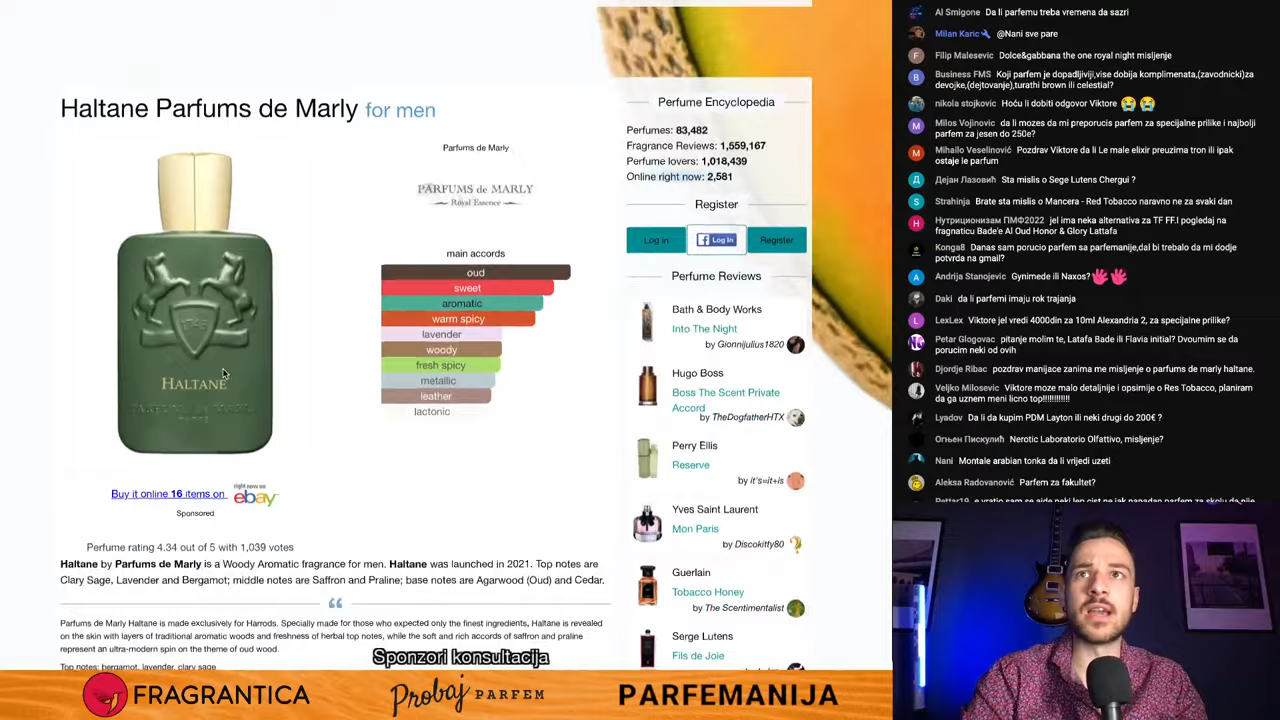 Haltane Parfums de Marly for men
Parfums de Marly
PARFUMS de MARLY
Royal Essence
main accords
oud
sweet
aromatic
warm spicy
lavender
woody
fresh spicy
metallic
leather
lactonic
HALTANE
Buy it online 16 items on
right now on
ebay
Sponsored
Perfume rating 4.34 out of 5 with 1,039 votes
Haltane by Parfums de Marly is a Woody Aromatic fragrance for men. Haltane was launched in 2021. Top notes are
Clary Sage, Lavender and Bergamot; middle notes are Saffron and Praline; base notes are Agarwood (Oud) and Cedar.
Parfums de Marly Haltane is made exclusively for Harrods. Specially made for those who expected only the finest ingredients, Haltane is revealed
on the skin with layers of traditional aromatic woods and freshness of herbal top notes, while the soft and rich accords of saffron and praline
represent an ultra-modern spin on the theme of oud wood.
Top notes: bergamot, lavender, clary sage
Perfume Encyclopedia
Perfumes: 83,482
Fragrance Reviews: 1,559,167
Perfume lovers: 1,018,439
Online right now: 2,581
Register
Log in
Log In
Register
Perfume Reviews
Bath & Body Works
Into The Night
by Gionnijulius1820
Hugo Boss
Boss The Scent Private
Accord
by TheDogfatherHTX
Perry Ellis
Reserve
by it's=it+is
Yves Saint Laurent
Mon Paris
by Discokitty80
Guerlain
Tobacco Honey
by The Scentimentalist
Serge Lutens
Fils de Joie
Sponzori konsultacija
FRAGRANTICA
Probaj PARFEM
PARFEMANIJA
Al Smigone Da li parfemu treba vremena da sazri
Milan Karic @Nani sve pare
Filip Malesevic Dolce&gabbana the one royal night misljenje
Business FMS Koji parfem je dopadljiviji,vise dobija komplimenata,(zavodnicki)za
devojke,(dejtovanje),turathi brown ili celestial?
nikola stojkovic Hoću li dobiti odgovor Viktore 😭 😭
Milos Vojinovic da li mozes da mi preporucis parfem za specijalne prilike i najbolji
parfem za jesen do 250e?
Mihailo Veselinović Pozdrav Viktore da li Le male elixir preuzima tron ili ipak
ostaje le parfum
Дејан Лазовић Sta mislis o Sege Lutens Chergui ?
Strahinja Brate sta mislis o Mancera - Red Tobacco naravno ne za svaki dan
Нутриционизам ПМФ2022 jel ima neka alternativa za TF FF.I pogledaj na
fragnaticu Bade'e Al Oud Honor & Glory Lattafa
Konga8 Danas sam porucio parfem sa parfemanije,dal bi trebalo da mi dodje
potvrda na gmail?
Andrija Stanojevic Gynimede ili Naxos?
Daki da li parfemi imaju rok trajanja
LexLex Viktore jel vredi 4000din za 10ml Alexandria 2, za specijalne prilike?
Petar Glogovac pitanje molim te, Latafa Bade ili Flavia initial? Dvoumim se da
porucim neki od ovih
Djordje Ribac pozdrav manijace zanima me misljenje o parfums de marly haltane.
Veljko Milosevic Viktore moze malo detaljnije i opsirnije o Res Tobacco, planiram
da ga uznem meni licno top!!!!!!!!!!!!
Lyadov Da li da kupim PDM Layton ili neki drugi do 200€ ?
Огњен Пискулић Nerotic Laboratorio Olfattivo, misljenje?
Nani Montale arabian tonka da li vrijedi uzeti
Aleksa Radovanović Parfem za fakultet?